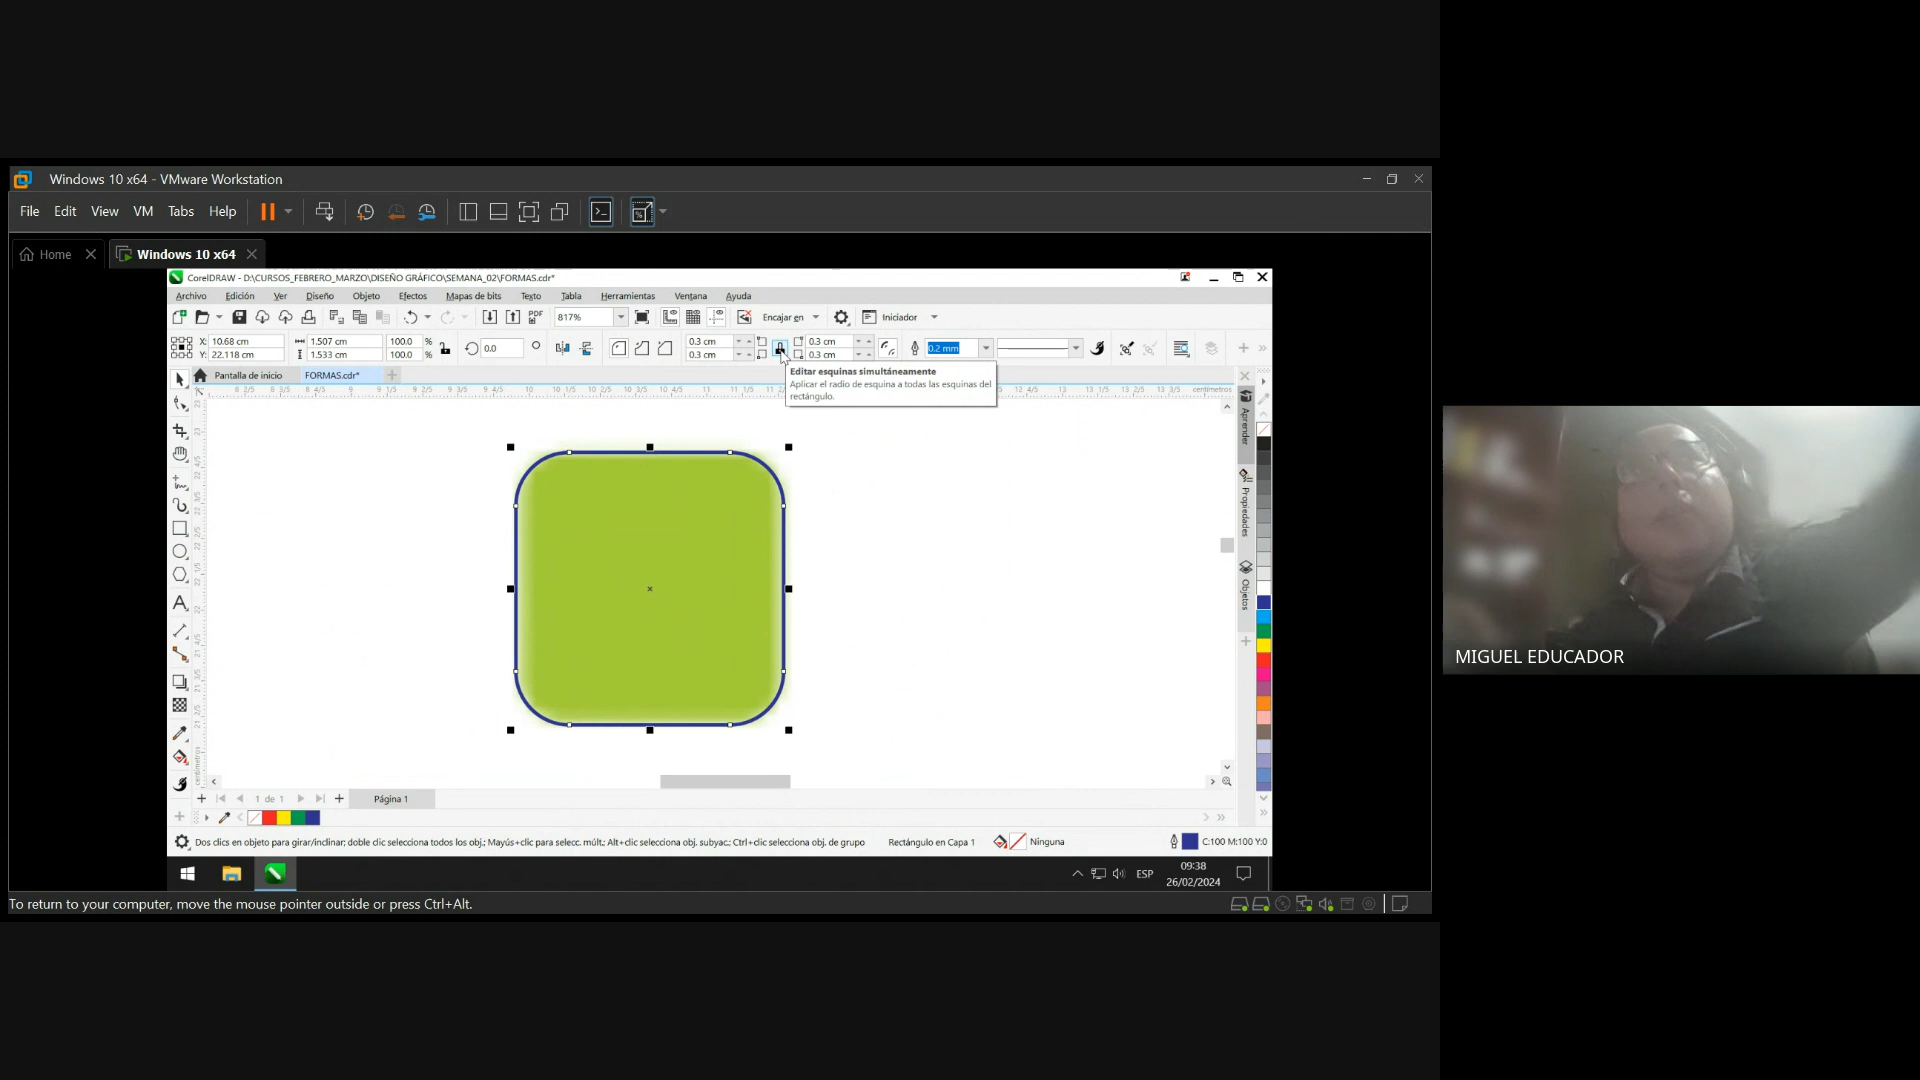 Windows 10 x64 - VMware Workstation
File Edit View VM Tabs Help
Home
Windows 10 x64
CorelDRAW - D:\CURSOS_FEBRERO_MARZO\DISEÑO GRÁFICO\SEMANA_02\FORMAS.cdr*
Archivo Edición Ver Diseño Objeto Efectos Mapas de bits Texto Tabla Herramientas Ventana Ayuda
PDF 817% Encajar en Iniciador
X: 10.68 cm 1.507 cm 100.0 % 0.0 0.3 cm 0.3 cm 0.2 mm
Y: 22.118 cm 1.533 cm 100.0 % 0.3 cm 0.3 cm
Pantalla de inicio FORMAS.cdr*
Editar esquinas simultáneamente
Aplicar el radio de esquina a todas las esquinas del
rectángulo.
centímetros
Aprender
Propiedades
Objetos
centímetros
1 de 1 Página 1
Dos clics en objeto para girar/inclinar; doble clic selecciona todos los obj.; Mayús+clic para selecc. múlt.; Alt+clic selecciona obj. subyac.; Ctrl+clic selecciona obj. de grupo Rectángulo en Capa 1 Ninguna C:100 M:100 Y:0
ESP
09:38
26/02/2024
To return to your computer, move the mouse pointer outside or press Ctrl+Alt.
MIGUEL EDUCADOR